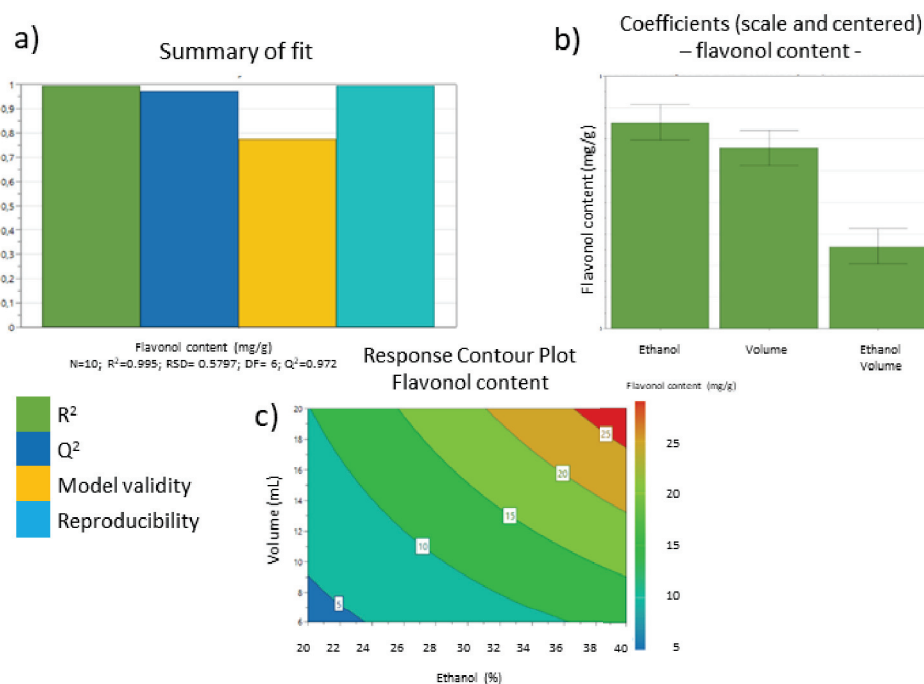 a)
Summary of fit
1
0,9
0,8
0,7
0,6
0,5
0,4
0,3
0,2
0,1
0
Flavonol content (mg/g)
N=10; R²=0.995; RSD= 0.5797; DF= 6; Q²=0.972
b)
Coefficients (scale and centered)
– flavonol content -
Flavonol content (mg/g)
Ethanol
Volume
Ethanol
Volume
R²
Q²
Model validity
Reproducibility
c)
Response Contour Plot
Flavonol content
Flavonol content (mg/g)
Volume (mL)
20
18
16
14
12
10
8
6
25
20
15
10
5
20 22 24 26 28 30 32 34 36 38 40
Ethanol (%)
25
20
15
10
5